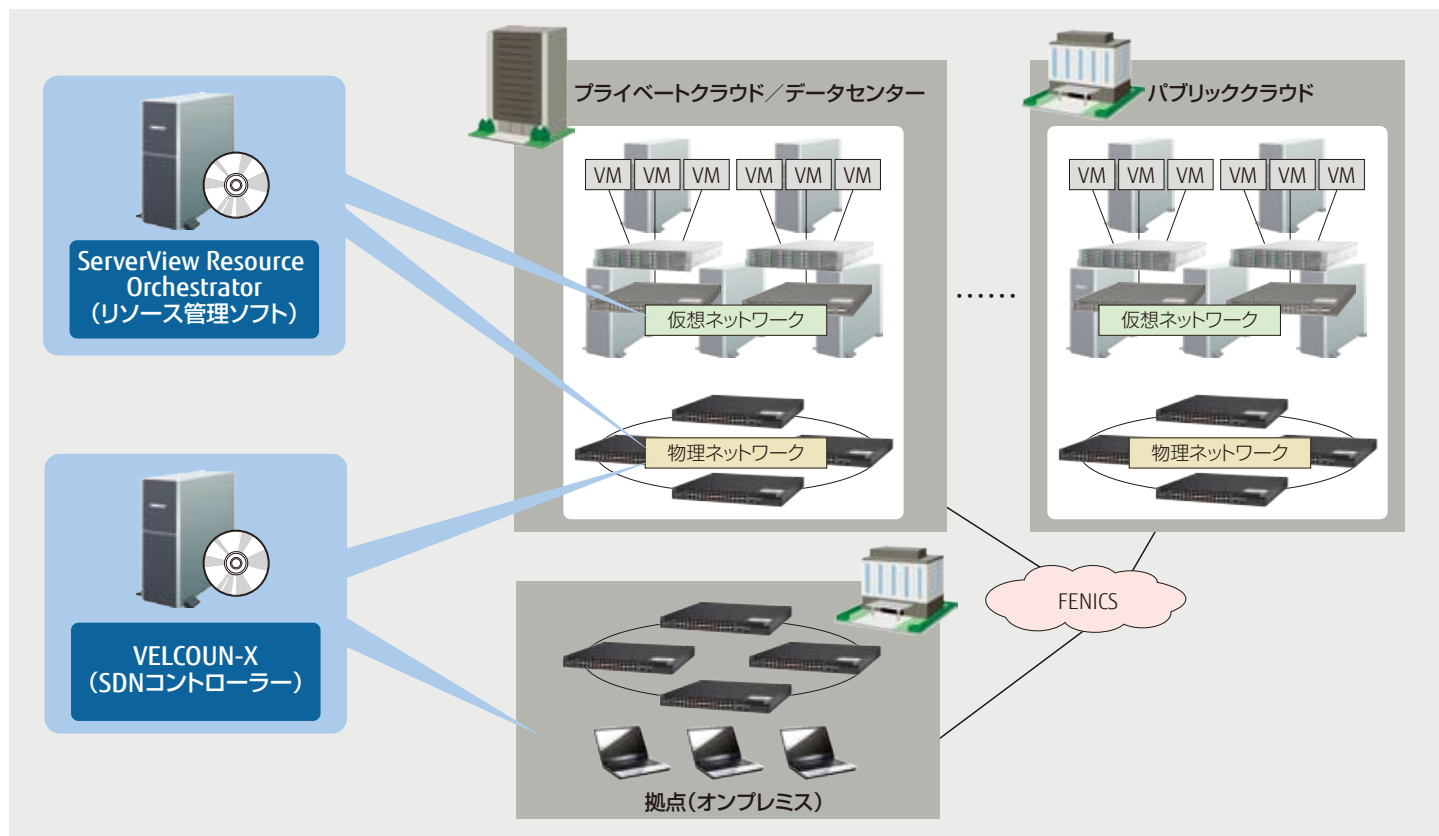 ServerView Resource
Orchestrator
（リソース管理ソフト）
VELCOUN-X
（SDNコントローラー）
プライベートクラウド／データセンター
VM VM VM VM VM VM
仮想ネットワーク
物理ネットワーク
……
パブリッククラウド
VM VM VM VM VM VM
仮想ネットワーク
物理ネットワーク
FENICS
拠点（オンプレミス）